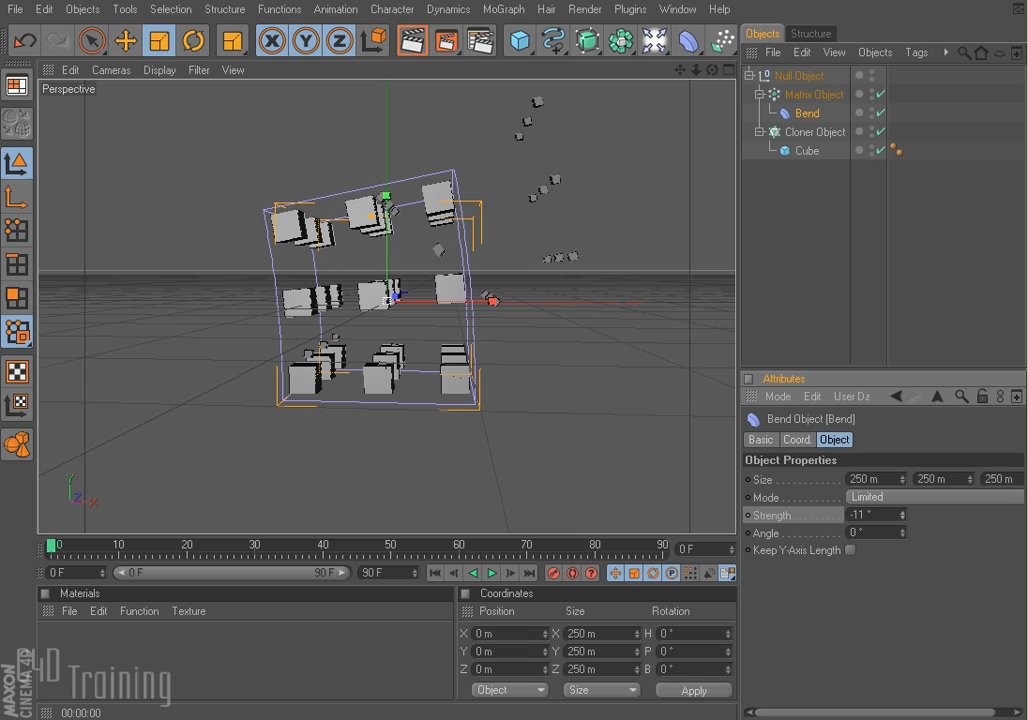 File Edit Objects Tools Selection Structure Functions Animation Character Dynamics MoGraph Hair Render Plugins Window Help
X Y Z
Objects Structure
File Edit View Objects Tags
Edit Cameras Display Filter View
Perspective
Null Object
Matrix Object
Bend
Cloner Object
Cube
Y
Z X
Attributes
Mode Edit User Da
Bend Object [Bend]
Basic Coord. Object
Object Properties
Size 250 m 250 m 250 m
Mode Limited
Strength -11 °
Angle 0 °
Keep Y-Axis Length
0 10 20 30 40 50 60 70 80 90 0 F
0 F 0 F 90 F 90 F
Materials
File Edit Function Texture
Coordinates
Position Size Rotation
X 0 m X 250 m H 0 °
Y 0 m Y 250 m P 0 °
Z 0 m Z 250 m B 0 °
Object Size Apply
MAXON
CINEMA 4D
C4D
Training
00:00:00